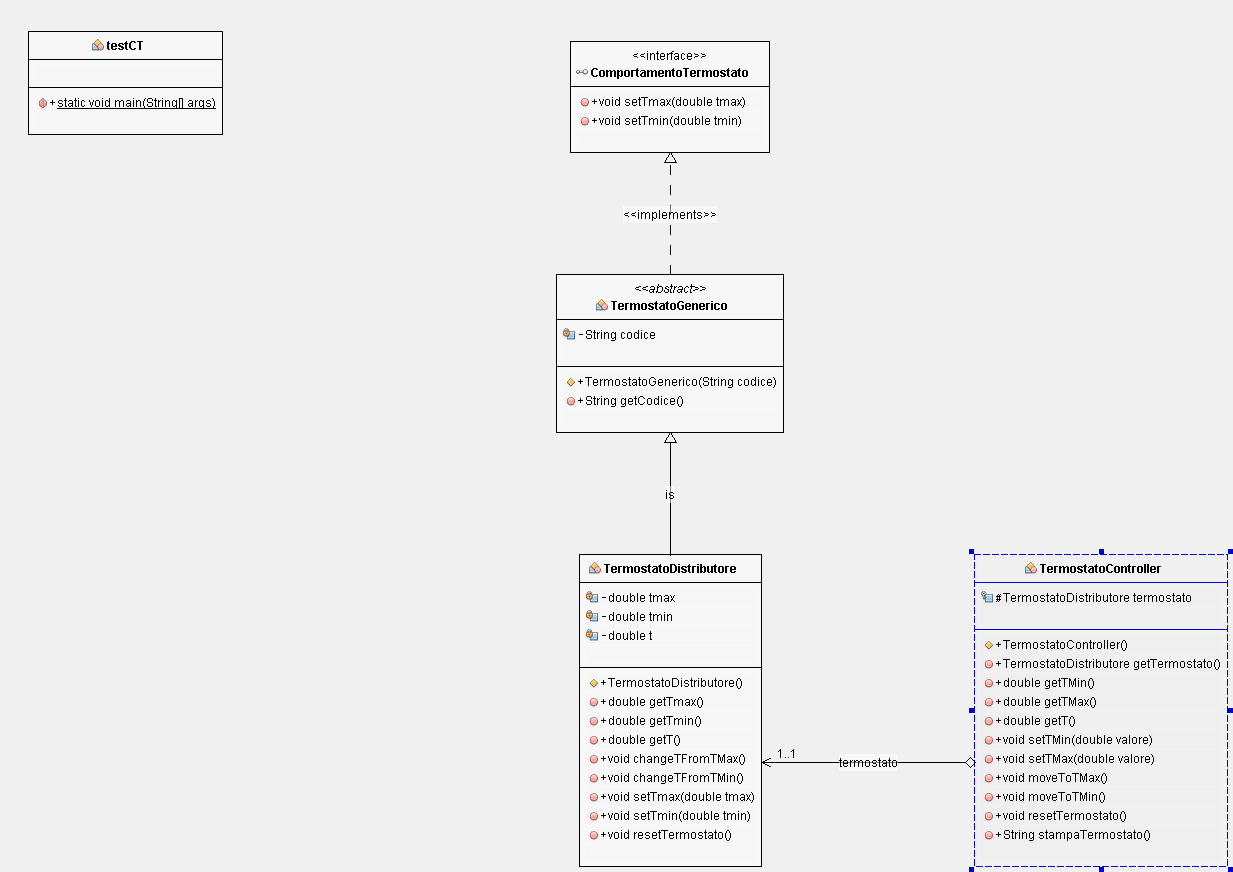 testCT
+static void main(String[] args)
<<interface>>
ComportamentoTermostato
+void setTmax(double tmax)
+void setTmin(double tmin)
<<implements>>
<<abstract>>
TermostatoGenerico
-String codice
+TermostatoGenerico(String codice)
+String getCodice()
is
TermostatoDistributore
-double tmax
-double tmin
-double t
+TermostatoDistributore()
+double getTmax()
+double getTmin()
+double getT()
+void changeTFromTMax()
+void changeTFromTMin()
+void setTmax(double tmax)
+void setTmin(double tmin)
+void resetTermostato()
1..1
termostato
TermostatoController
#TermostatoDistributore termostato
+TermostatoController()
+TermostatoDistributore getTermostato()
+double getTMin()
+double getTMax()
+double getT()
+void setTMin(double valore)
+void setTMax(double valore)
+void moveToTMax()
+void moveToTMin()
+void resetTermostato()
+String stampaTermostato()